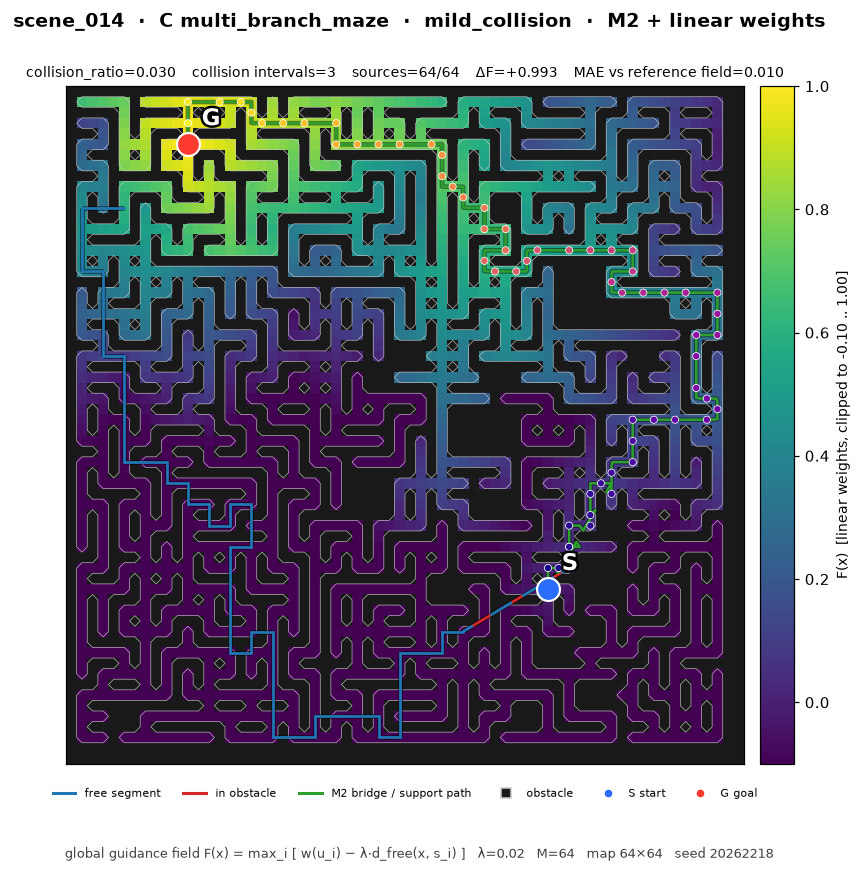 scene_014 · C multi_branch_maze · mild_collision · M2 + linear weights
collision_ratio=0.030 collision intervals=3 sources=64/64 ΔF=+0.993 MAE vs reference field=0.010
G
S
1.0
0.8
0.6
0.4
0.2
0.0
F(x) [linear weights, clipped to -0.10 .. 1.00]
free segment
in obstacle
M2 bridge / support path
obstacle
S start
G goal
global guidance field F(x) = max_i [ w(u_i) − λ·d_free(x, s_i) ] λ=0.02 M=64 map 64×64 seed 20262218